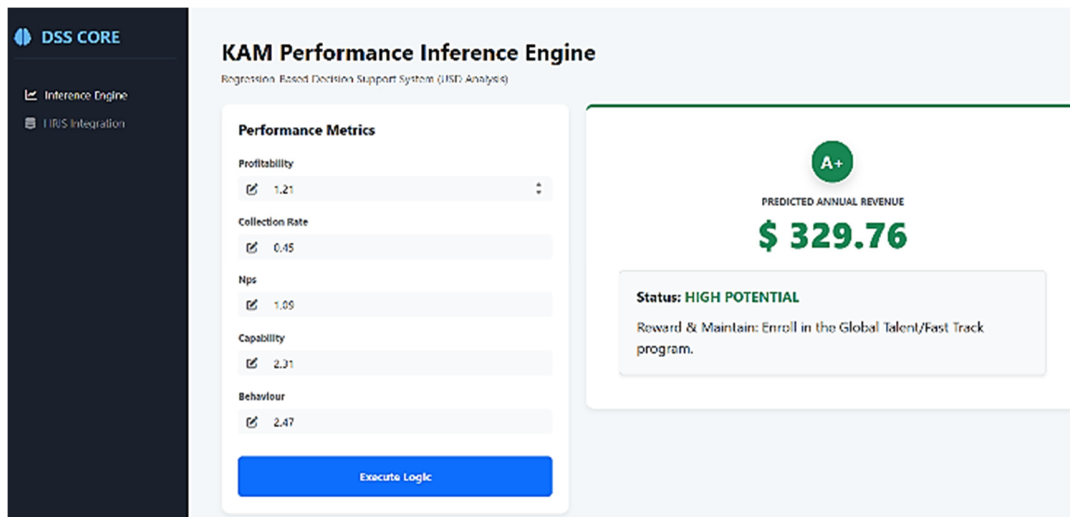 DSS CORE
Inference Engine
HRIS Integration
KAM Performance Inference Engine
Regression-Based Decision Support System (USD Analysis)
Performance Metrics
Profitability
1.21
Collection Rate
0.45
Nps
1.09
Capability
2.31
Behaviour
2.47
Execute Logic
A+
PREDICTED ANNUAL REVENUE
$ 329.76
Status: HIGH POTENTIAL
Reward & Maintain: Enroll in the Global Talent/Fast Track
program.